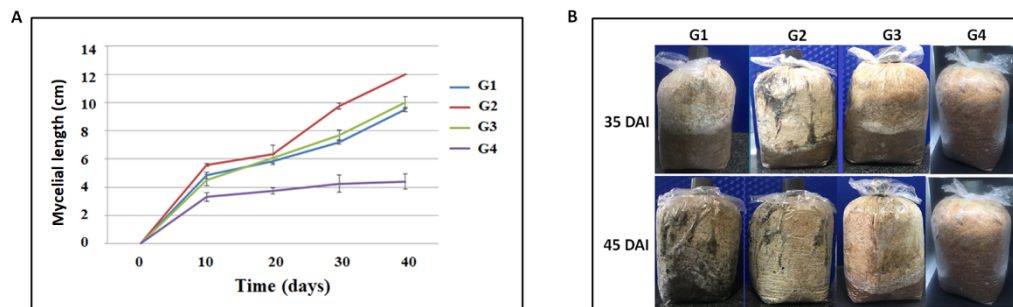 A
Mycelial length (cm)
14
12
10
8
6
4
2
0
0 10 20 30 40
Time (days)
G1
G2
G3
G4
B
G1 G2 G3 G4
35 DAI
45 DAI